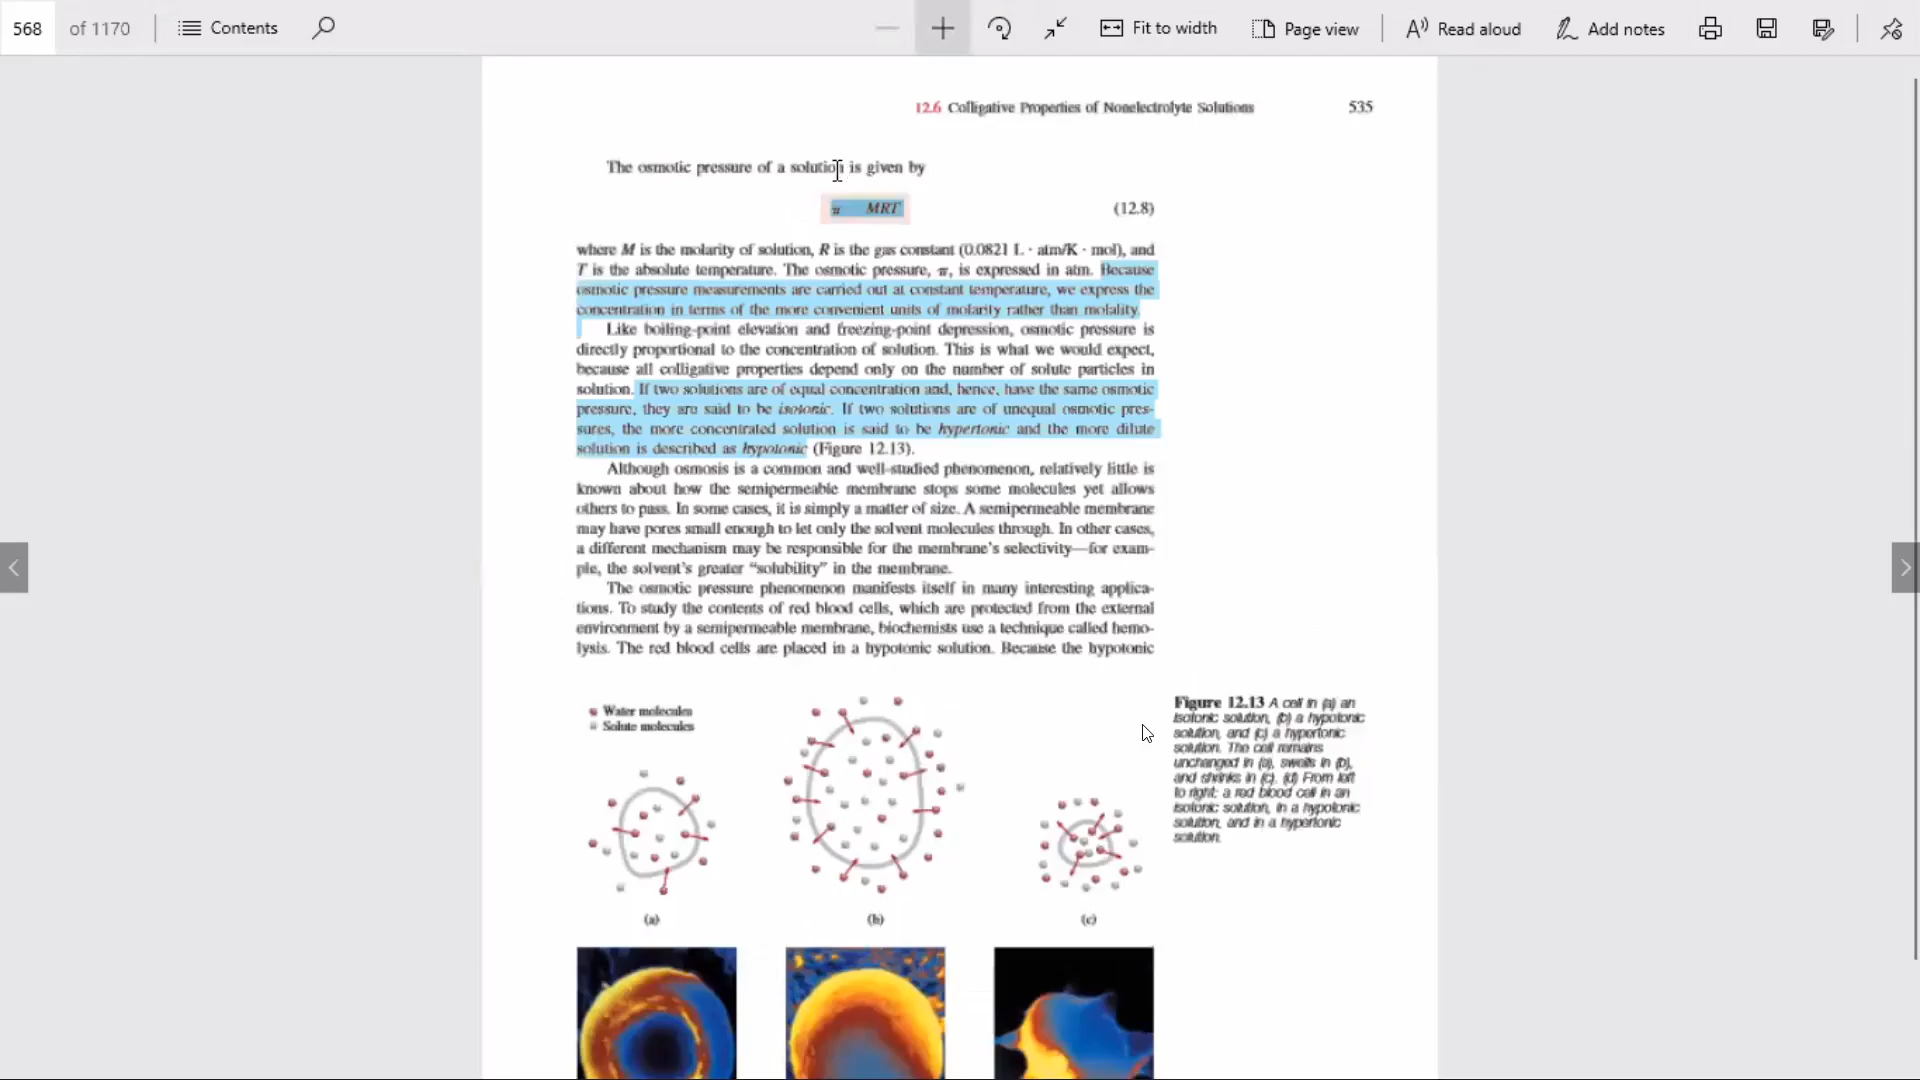 568 of 1170 Contents Fit to width Page view Read aloud Add notes
12.6 Colligative Properties of Nonelectrolyte Solutions 535
The osmotic pressure of a solution is given by
π MRT (12.8)
where M is the molarity of solution, R is the gas constant (0.0821 L · atm/K · mol), and
T is the absolute temperature. The osmotic pressure, π, is expressed in atm. Because
osmotic pressure measurements are carried out at constant temperature, we express the
concentration in terms of the more convenient units of molarity rather than molality.
Like boiling-point elevation and freezing-point depression, osmotic pressure is
directly proportional to the concentration of solution. This is what we would expect,
because all colligative properties depend only on the number of solute particles in
solution. If two solutions are of equal concentration and, hence, have the same osmotic
pressure, they are said to be isotonic. If two solutions are of unequal osmotic pres-
sures, the more concentrated solution is said to be hypertonic and the more dilute
solution is described as hypotonic (Figure 12.13).
Although osmosis is a common and well-studied phenomenon, relatively little is
known about how the semipermeable membrane stops some molecules yet allows
others to pass. In some cases, it is simply a matter of size. A semipermeable membrane
may have pores small enough to let only the solvent molecules through. In other cases,
a different mechanism may be responsible for the membrane's selectivity—for exam-
ple, the solvent's greater "solubility" in the membrane.
The osmotic pressure phenomenon manifests itself in many interesting applica-
tions. To study the contents of red blood cells, which are protected from the external
environment by a semipermeable membrane, biochemists use a technique called hemo-
lysis. The red blood cells are placed in a hypotonic solution. Because the hypotonic
Water molecules
Solute molecules
(a) (b) (c)
Figure 12.13 A cell in (a) an
isotonic solution, (b) a hypotonic
solution, and (c) a hypertonic
solution. The cell remains
unchanged in (a), swells in (b),
and shrinks in (c). (d) From left
to right: a red blood cell in an
isotonic solution, in a hypotonic
solution, and in a hypertonic
solution.